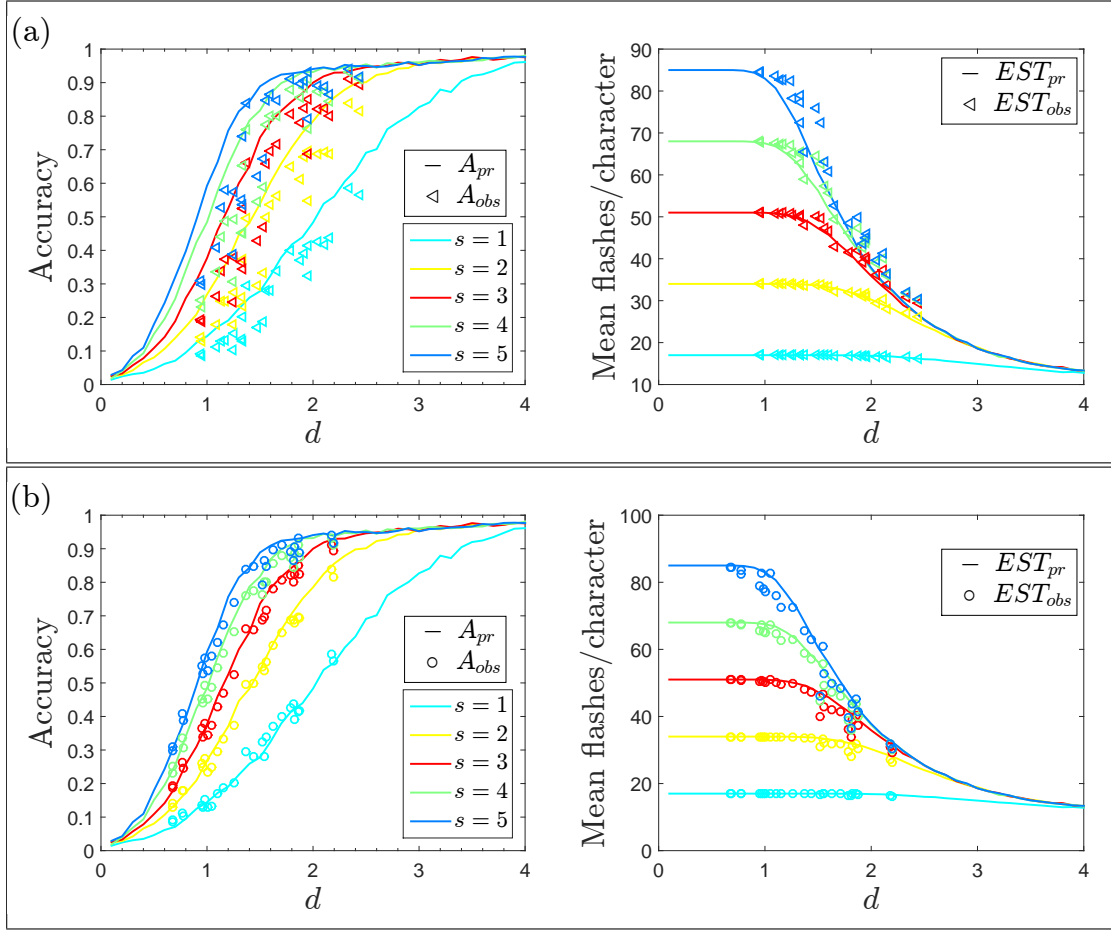 (a)
1
0.9
0.8
0.7
0.6
0.5
0.4
0.3
0.2
0.1
0
0 1 2 3 4
Accuracy
d
A_pr
A_obs
s = 1
s = 2
s = 3
s = 4
s = 5
90
80
70
60
50
40
30
20
10
0 1 2 3 4
Mean flashes/character
d
EST_pr
EST_obs
(b)
1
0.9
0.8
0.7
0.6
0.5
0.4
0.3
0.2
0.1
0
0 1 2 3 4
Accuracy
d
A_pr
A_obs
s = 1
s = 2
s = 3
s = 4
s = 5
100
80
60
40
20
0
0 1 2 3 4
Mean flashes/character
d
EST_pr
EST_obs